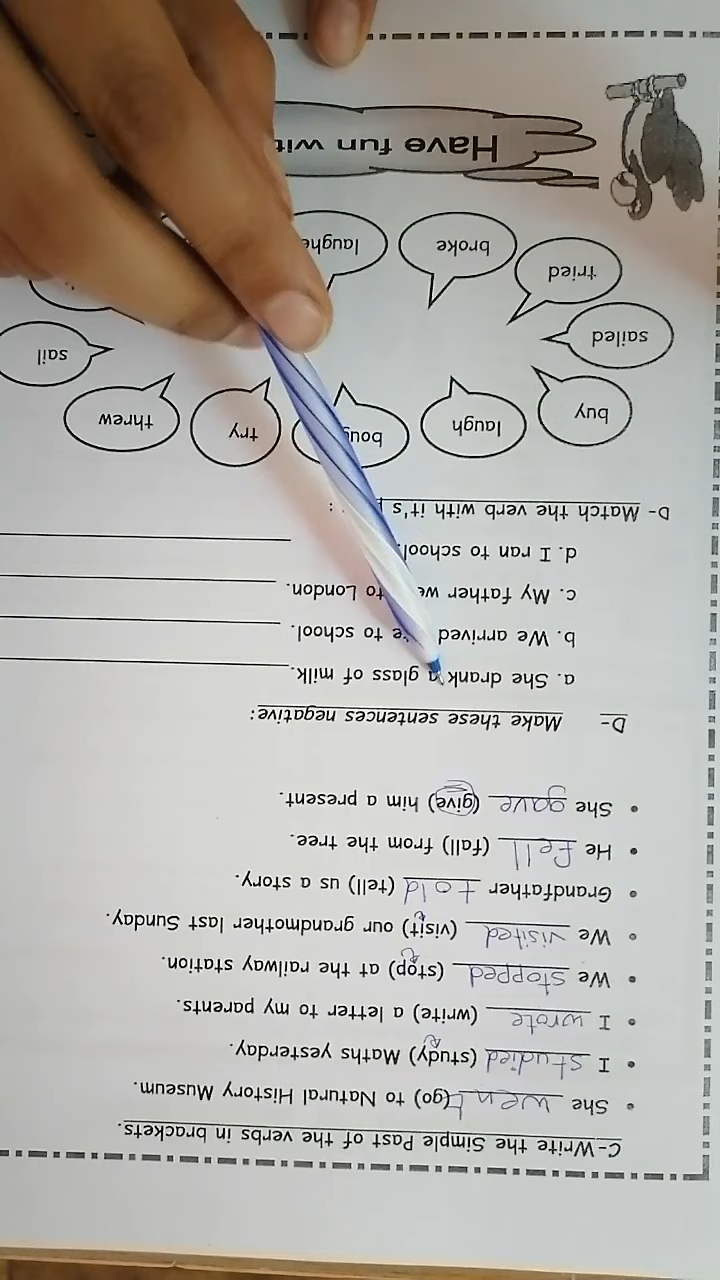 C-Write the Simple Past of the verbs in brackets.
• She went (go) to Natural History Museum.
• I studied (study) Maths yesterday.
• I wrote (write) a letter to my parents.
• We stopped (stop) at the railway station.
• We visited (visit) our grandmother last Sunday.
• Grandfather told (tell) us a story.
• He fell (fall) from the tree.
• She gave (give) him a present.
D- Make these sentences negative:
a. She drank a glass of milk.
b. We arrived to school.
c. My father to London.
d. I ran to school.
D- Match the verb with it's :
buy laugh try threw
sailed sail
tried broke
Have fun